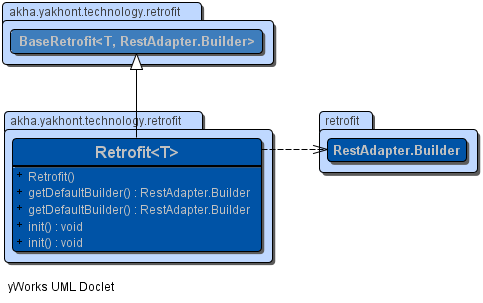 akha.yakhont.technology.retrofit
BaseRetrofit<T, RestAdapter.Builder>
akha.yakhont.technology.retrofit
Retrofit<T>
+ Retrofit()
+ getDefaultBuilder() : RestAdapter.Builder
+ getDefaultBuilder() : RestAdapter.Builder
+ init() : void
+ init() : void
retrofit
RestAdapter.Builder
yWorks UML Doclet